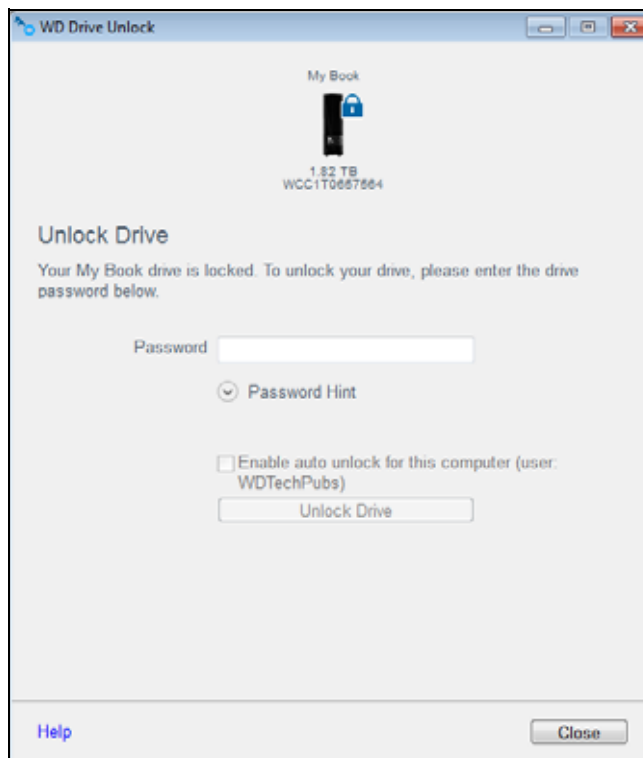 WD Drive Unlock
My Book
1.82 TB
WCC1T0667664
Unlock Drive
Your My Book drive is locked. To unlock your drive, please enter the drive
password below.
Password
Password Hint
Enable auto unlock for this computer (user:
WDTechPubs)
Unlock Drive
Help
Close